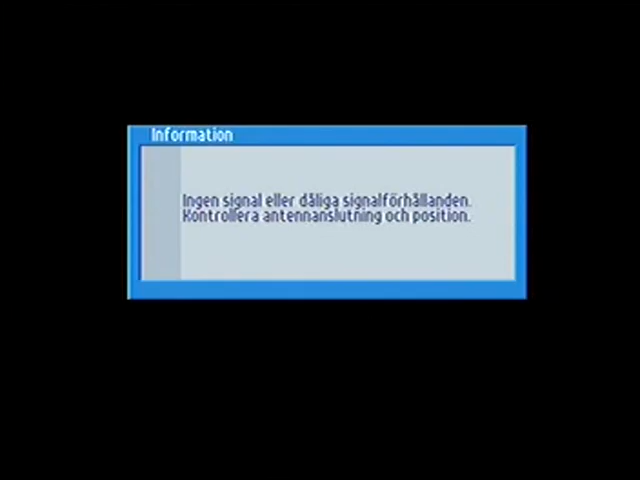 Information
Ingen signal eller dåliga signalförhållanden.
Kontrollera antennanslutning och position.